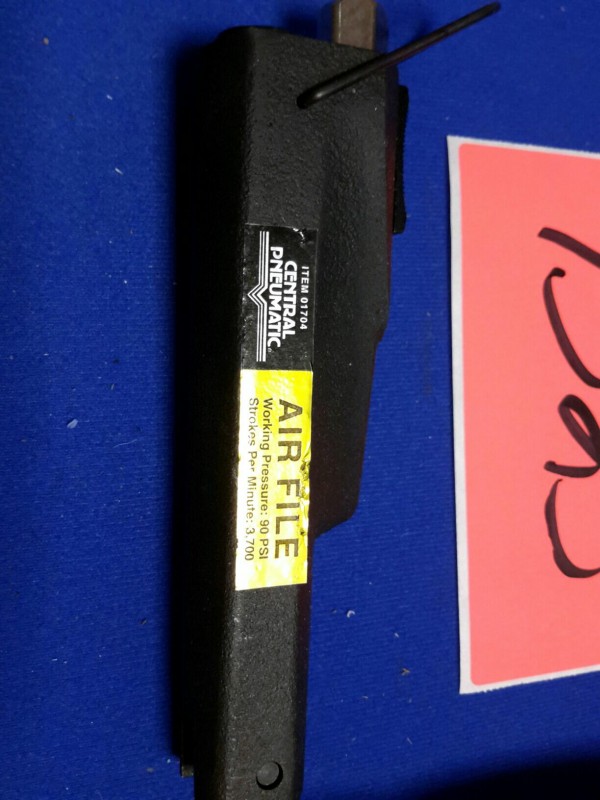 ITEM 01704
CENTRAL
PNEUMATIC
AIR FILE
Working Pressure: 90 PSI
Strokes Per Minute: 3,700